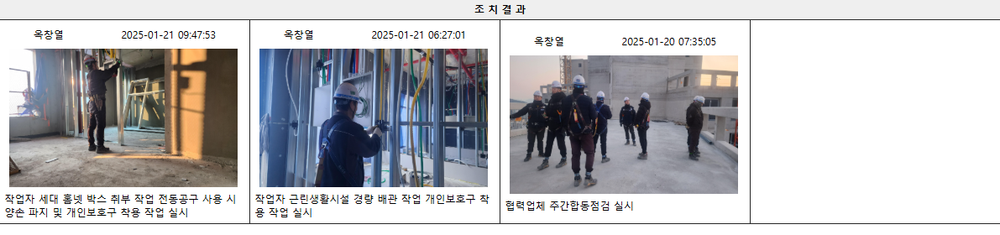 조 치 결 과
옥창열 2025-01-21 09:47:53
작업자 세대 홈넷 박스 취부 작업 전동공구 사용 시
양손 파지 및 개인보호구 착용 작업 실시
옥창열 2025-01-21 06:27:01
작업자 근린생활시설 경량 배관 작업 개인보호구 착
용 작업 실시
옥창열 2025-01-20 07:35:05
협력업체 주간합동점검 실시